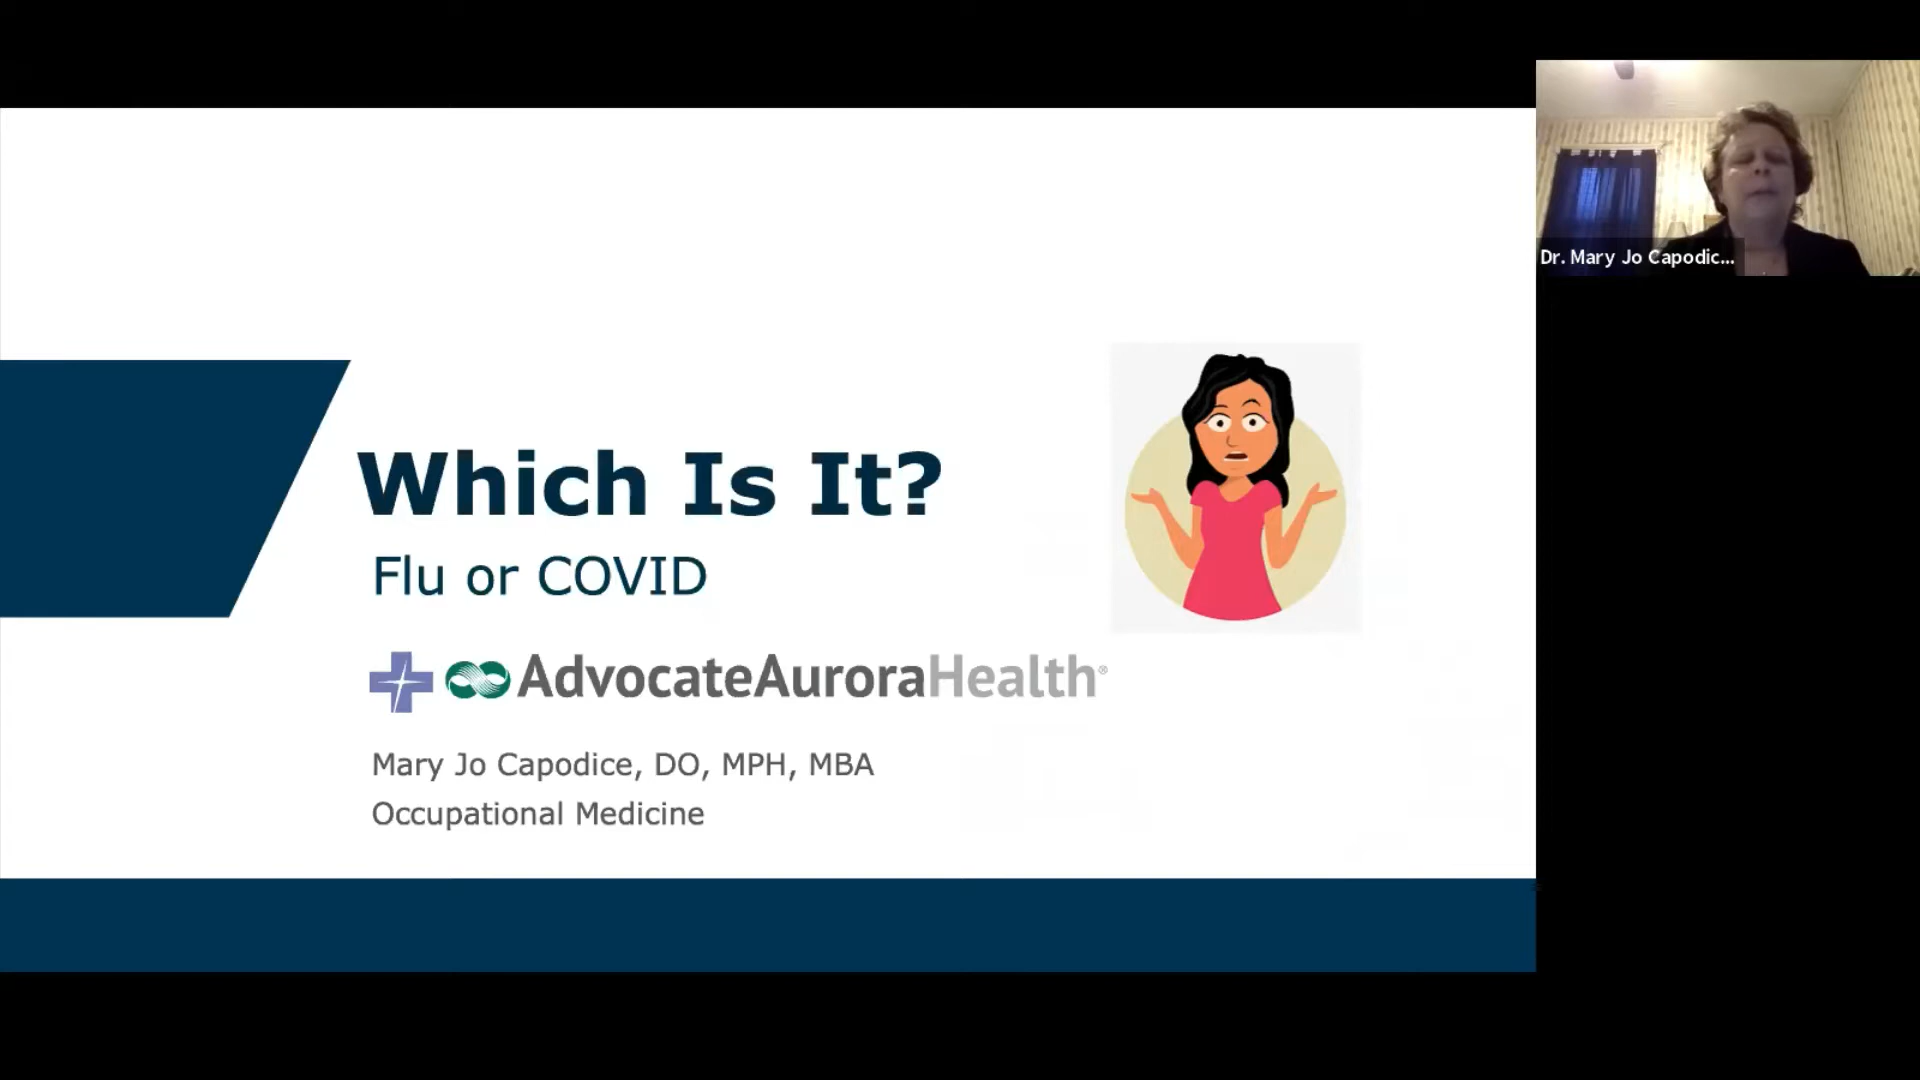 Which Is It?
Flu or COVID
AdvocateAuroraHealth®
Mary Jo Capodice, DO, MPH, MBA
Occupational Medicine
Dr. Mary Jo Capodic...